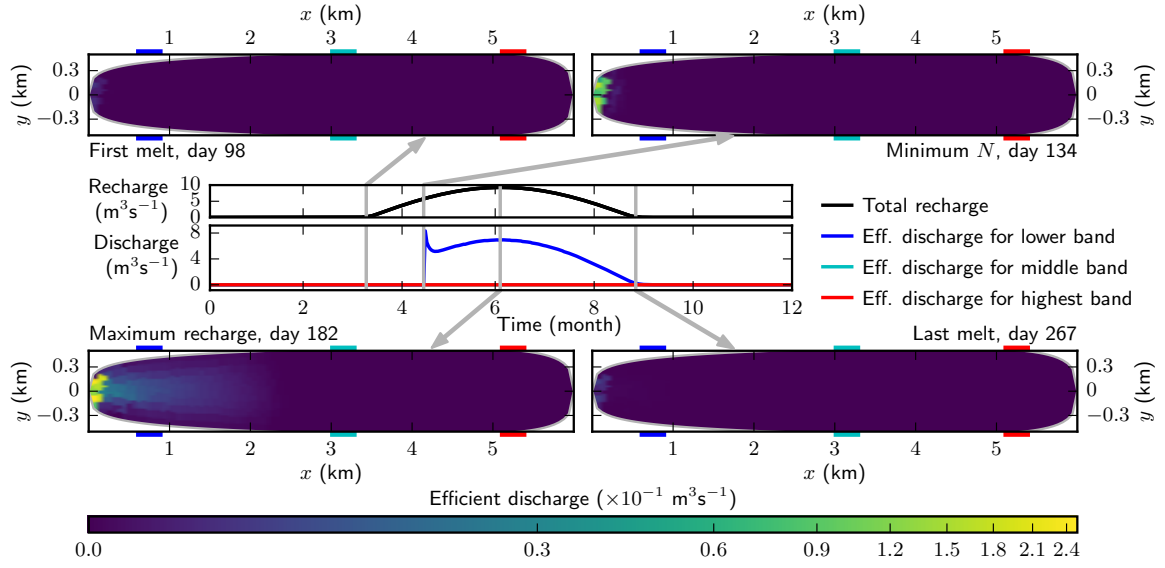 x (km)
x (km)
1 2 3 4 5
1 2 3 4 5
y (km)
0.3
0
−0.3
0.3
0
−0.3
y (km)
First melt, day 98
Minimum N, day 134
Recharge
(m³s⁻¹)
10
5
0
Discharge
(m³s⁻¹)
8
4
0
0 2 4 6 8 10 12
Time (month)
Total recharge
Eff. discharge for lower band
Eff. discharge for middle band
Eff. discharge for highest band
Maximum recharge, day 182
Last melt, day 267
y (km)
0.3
0
−0.3
0.3
0
−0.3
y (km)
1 2 3 4 5
1 2 3 4 5
x (km)
x (km)
Efficient discharge (×10⁻¹ m³s⁻¹)
0.0 0.3 0.6 0.9 1.2 1.5 1.8 2.1 2.4